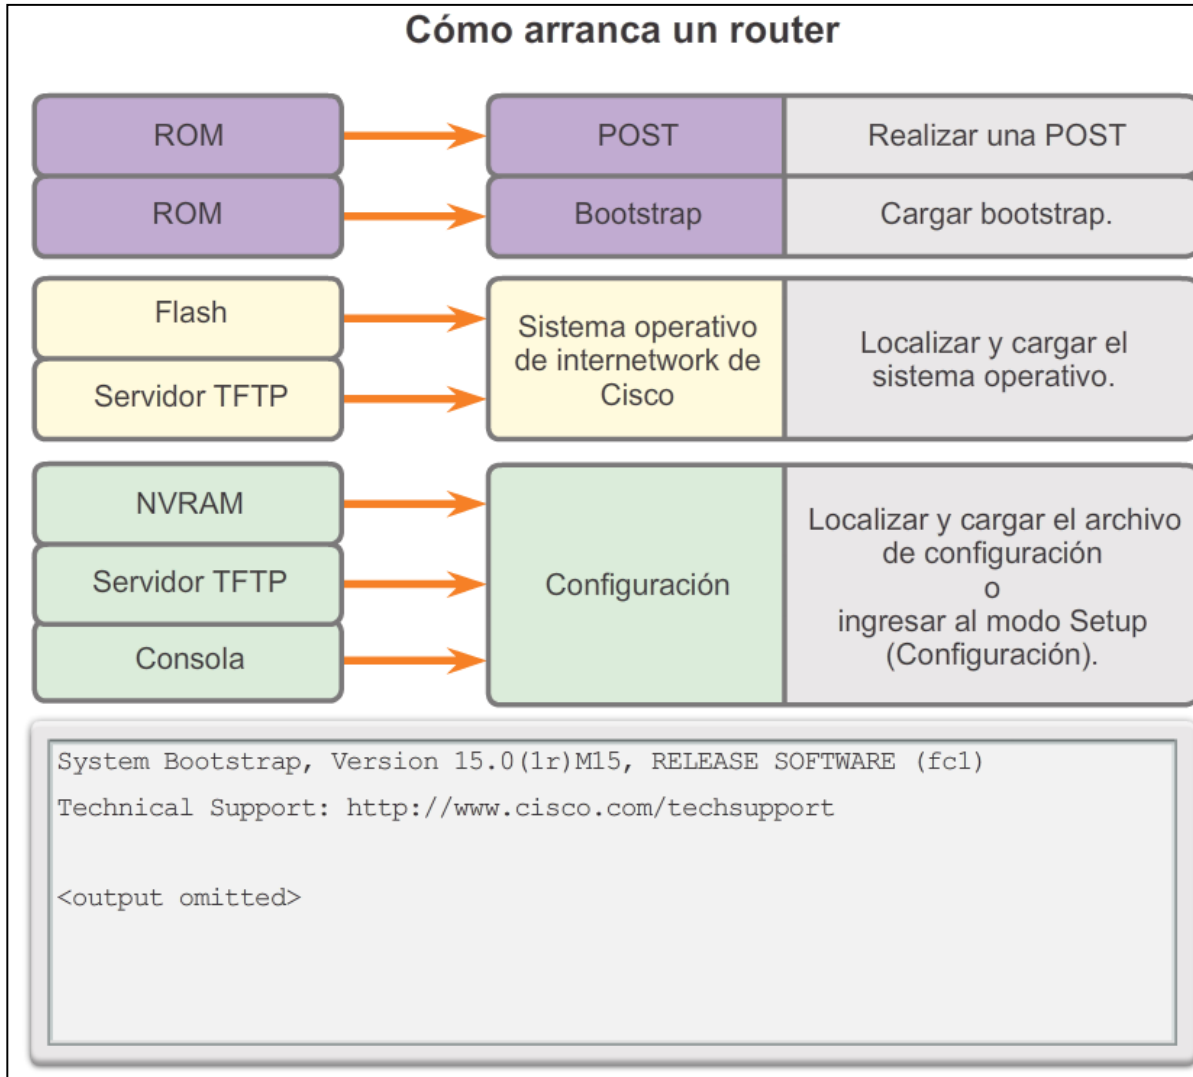 Cómo arranca un router
ROM
POST
Realizar una POST
ROM
Bootstrap
Cargar bootstrap.
Flash
Servidor TFTP
Sistema operativo
de internetwork de
Cisco
Localizar y cargar el
sistema operativo.
NVRAM
Servidor TFTP
Consola
Configuración
Localizar y cargar el archivo
de configuración
o
ingresar al modo Setup
(Configuración).
System Bootstrap, Version 15.0(1r)M15, RELEASE SOFTWARE (fc1)
Technical Support: http://www.cisco.com/techsupport
<output omitted>